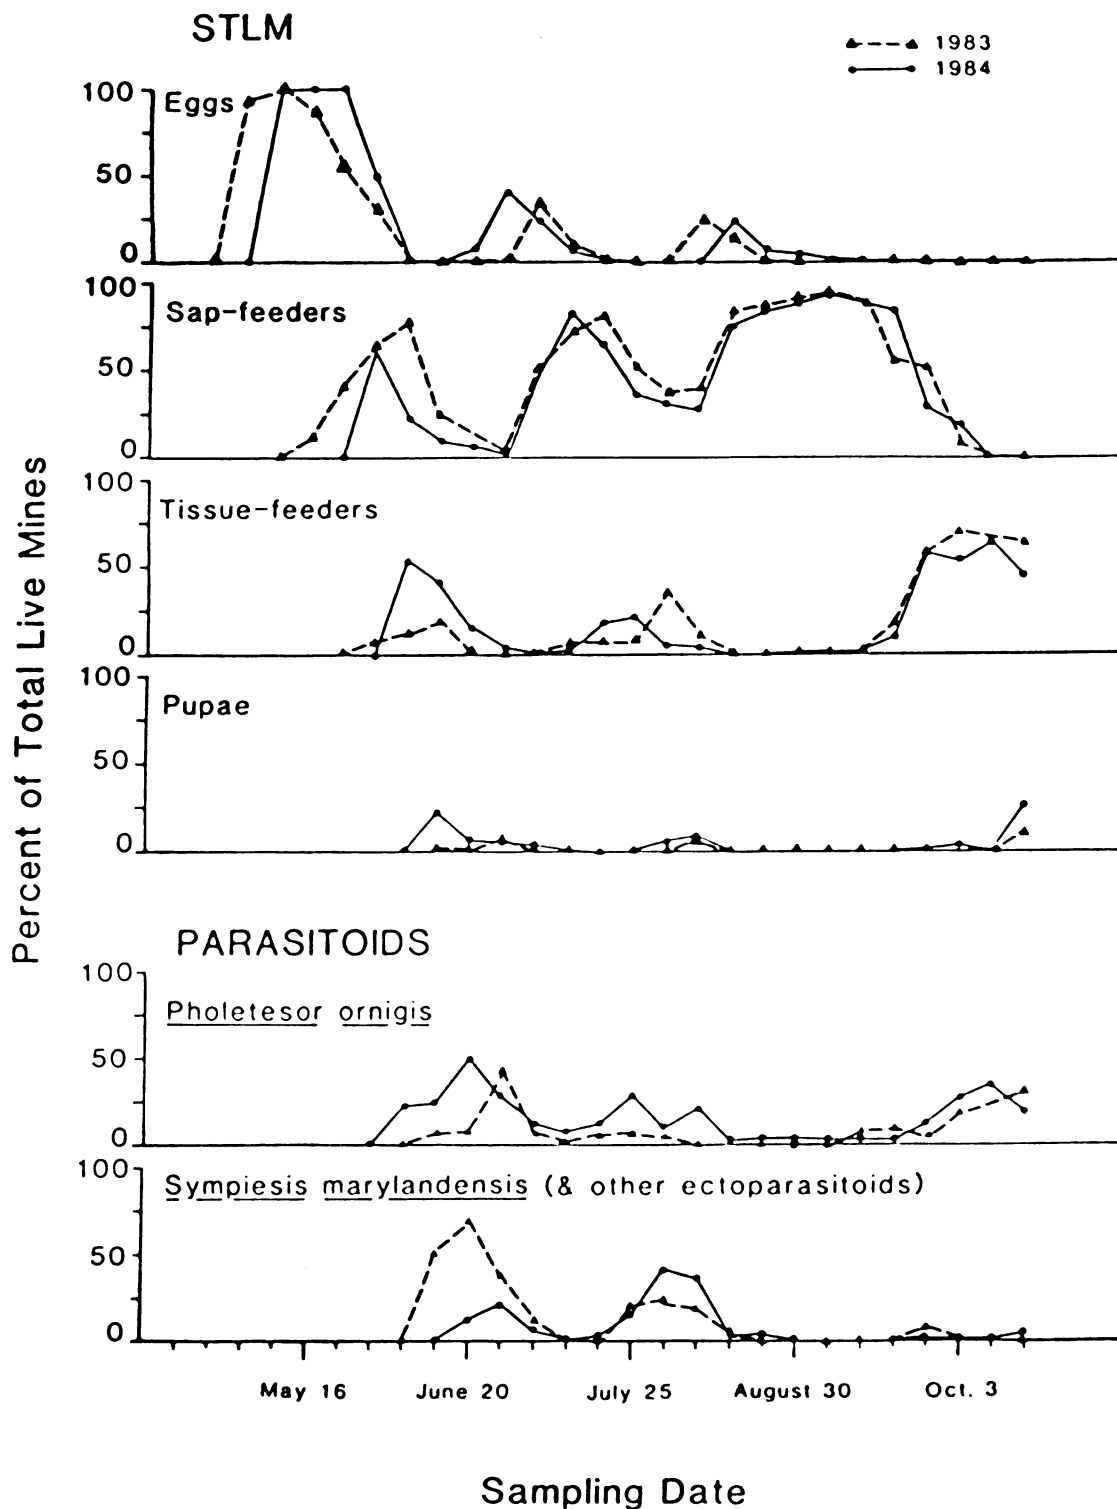 STLM
1983
1984
100
Eggs
50
0
100
Sap-feeders
50
0
100
Tissue-feeders
50
0
100
Pupae
50
0
PARASITOIDS
100
Pholetesor ornigis
50
0
100
Sympiesis marylandensis (& other ectoparasitoids)
50
0
May 16 June 20 July 25 August 30 Oct. 3
Sampling Date
Percent of Total Live Mines